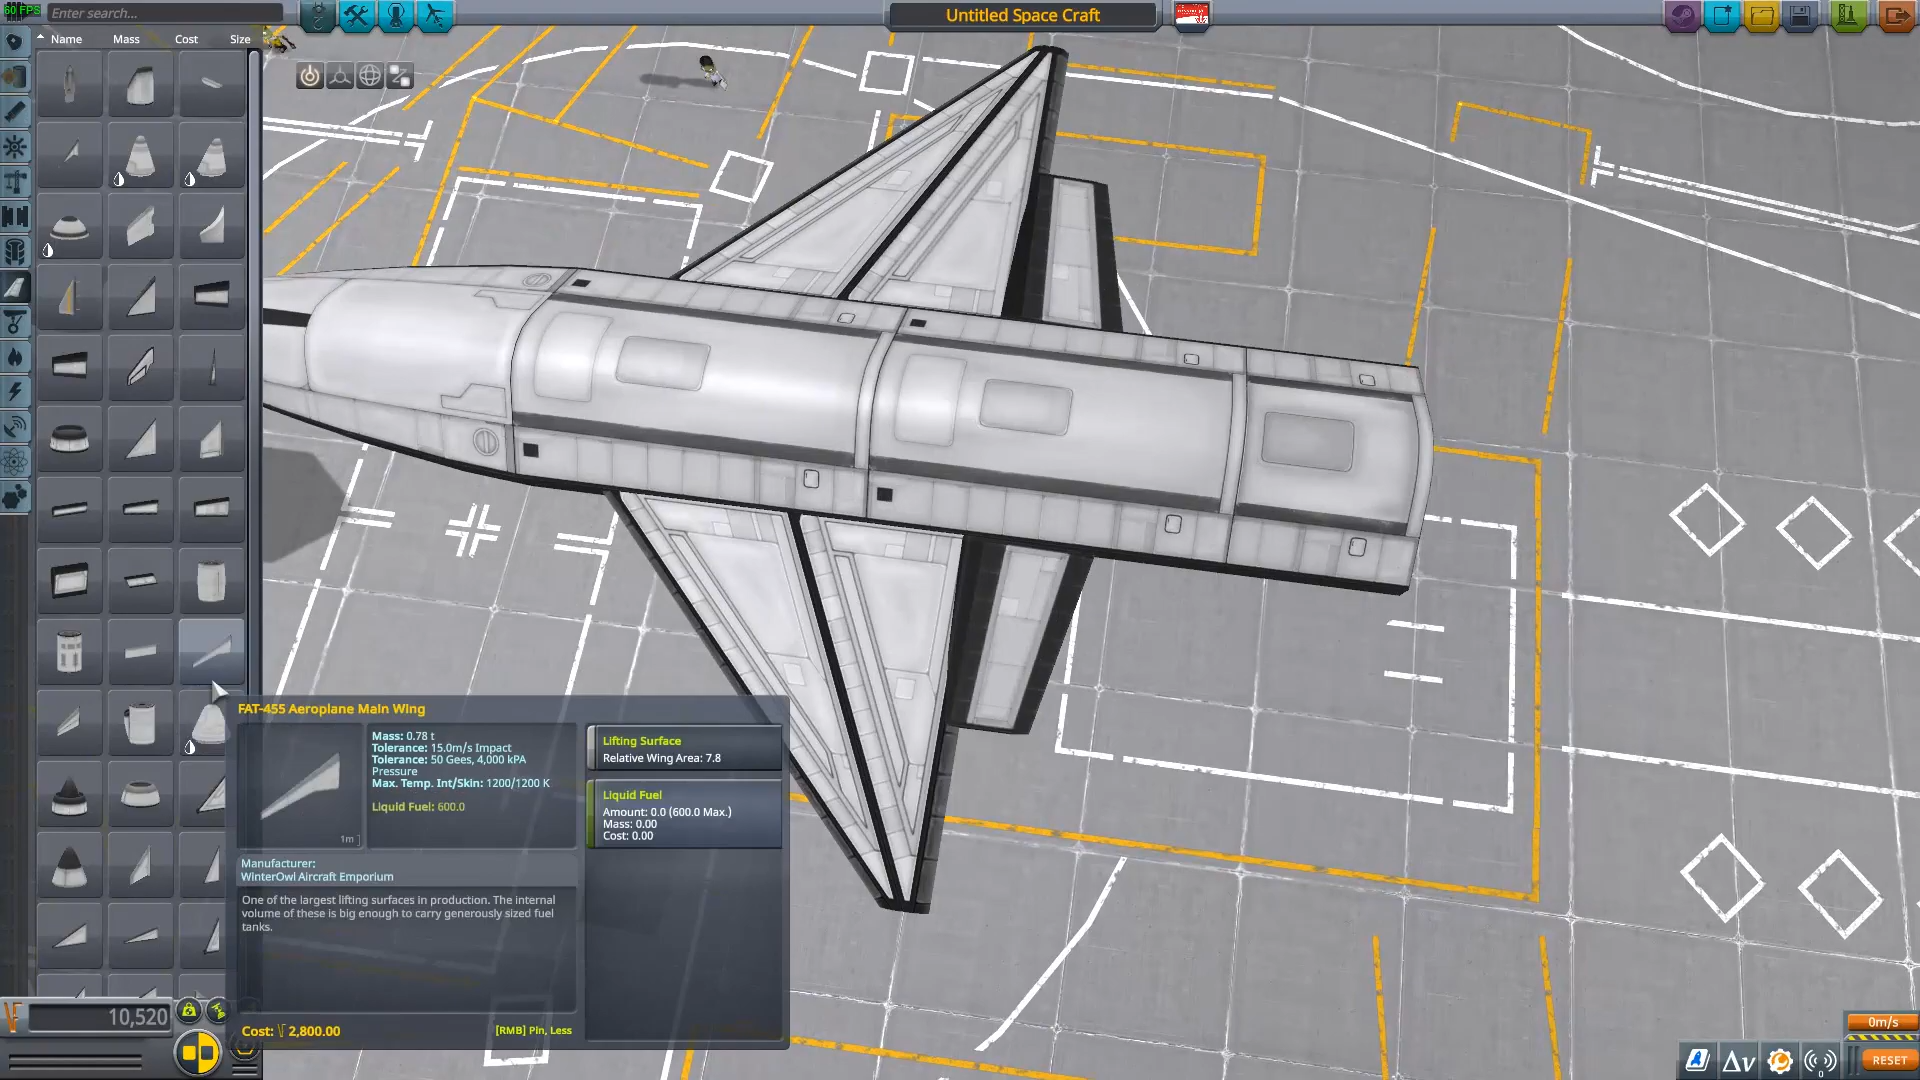 60 FPS
Enter search...
Untitled Space Craft
Name Mass Cost Size
FAT-455 Aeroplane Main Wing
Mass: 0.78 t
Tolerance: 15.0m/s Impact
Tolerance: 50 Gees, 4,000 kPa
Pressure
Max. Temp. Int/Skin: 1200/1200 K
Liquid Fuel: 600.0
1m
Lifting Surface
Relative Wing Area: 7.8
Liquid Fuel
Amount: 0.0 (600.0 Max.)
Mass: 0.00
Cost: 0.00
Manufacturer:
WinterOwl Aircraft Emporium
One of the largest lifting surfaces in production. The internal
volume of these is big enough to carry generously sized fuel
tanks.
Cost: 2,800.00
[RMB] Pin, Less
10,520
0m/s
Δv
0
RESET